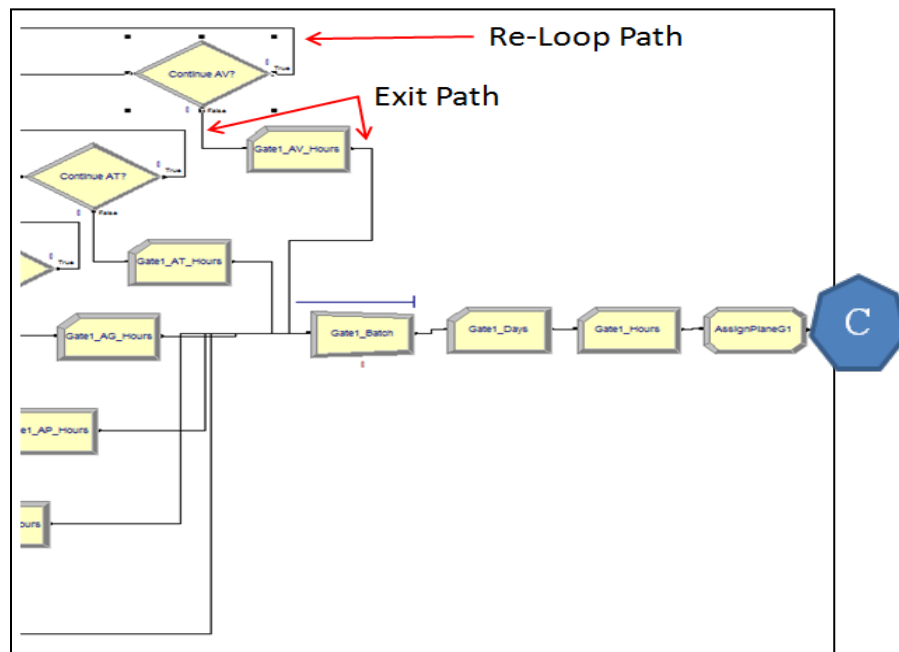 Re-Loop Path
Continue AV?
True
False
Exit Path
Gate1_AV_Hours
Continue AT?
True
False
Gate1_AT_Hours
True
Gate1_AG_Hours
Gate1_Batch
Gate1_Days
Gate1_Hours
AssignPlaneG1
C
e1_AP_Hours
ours